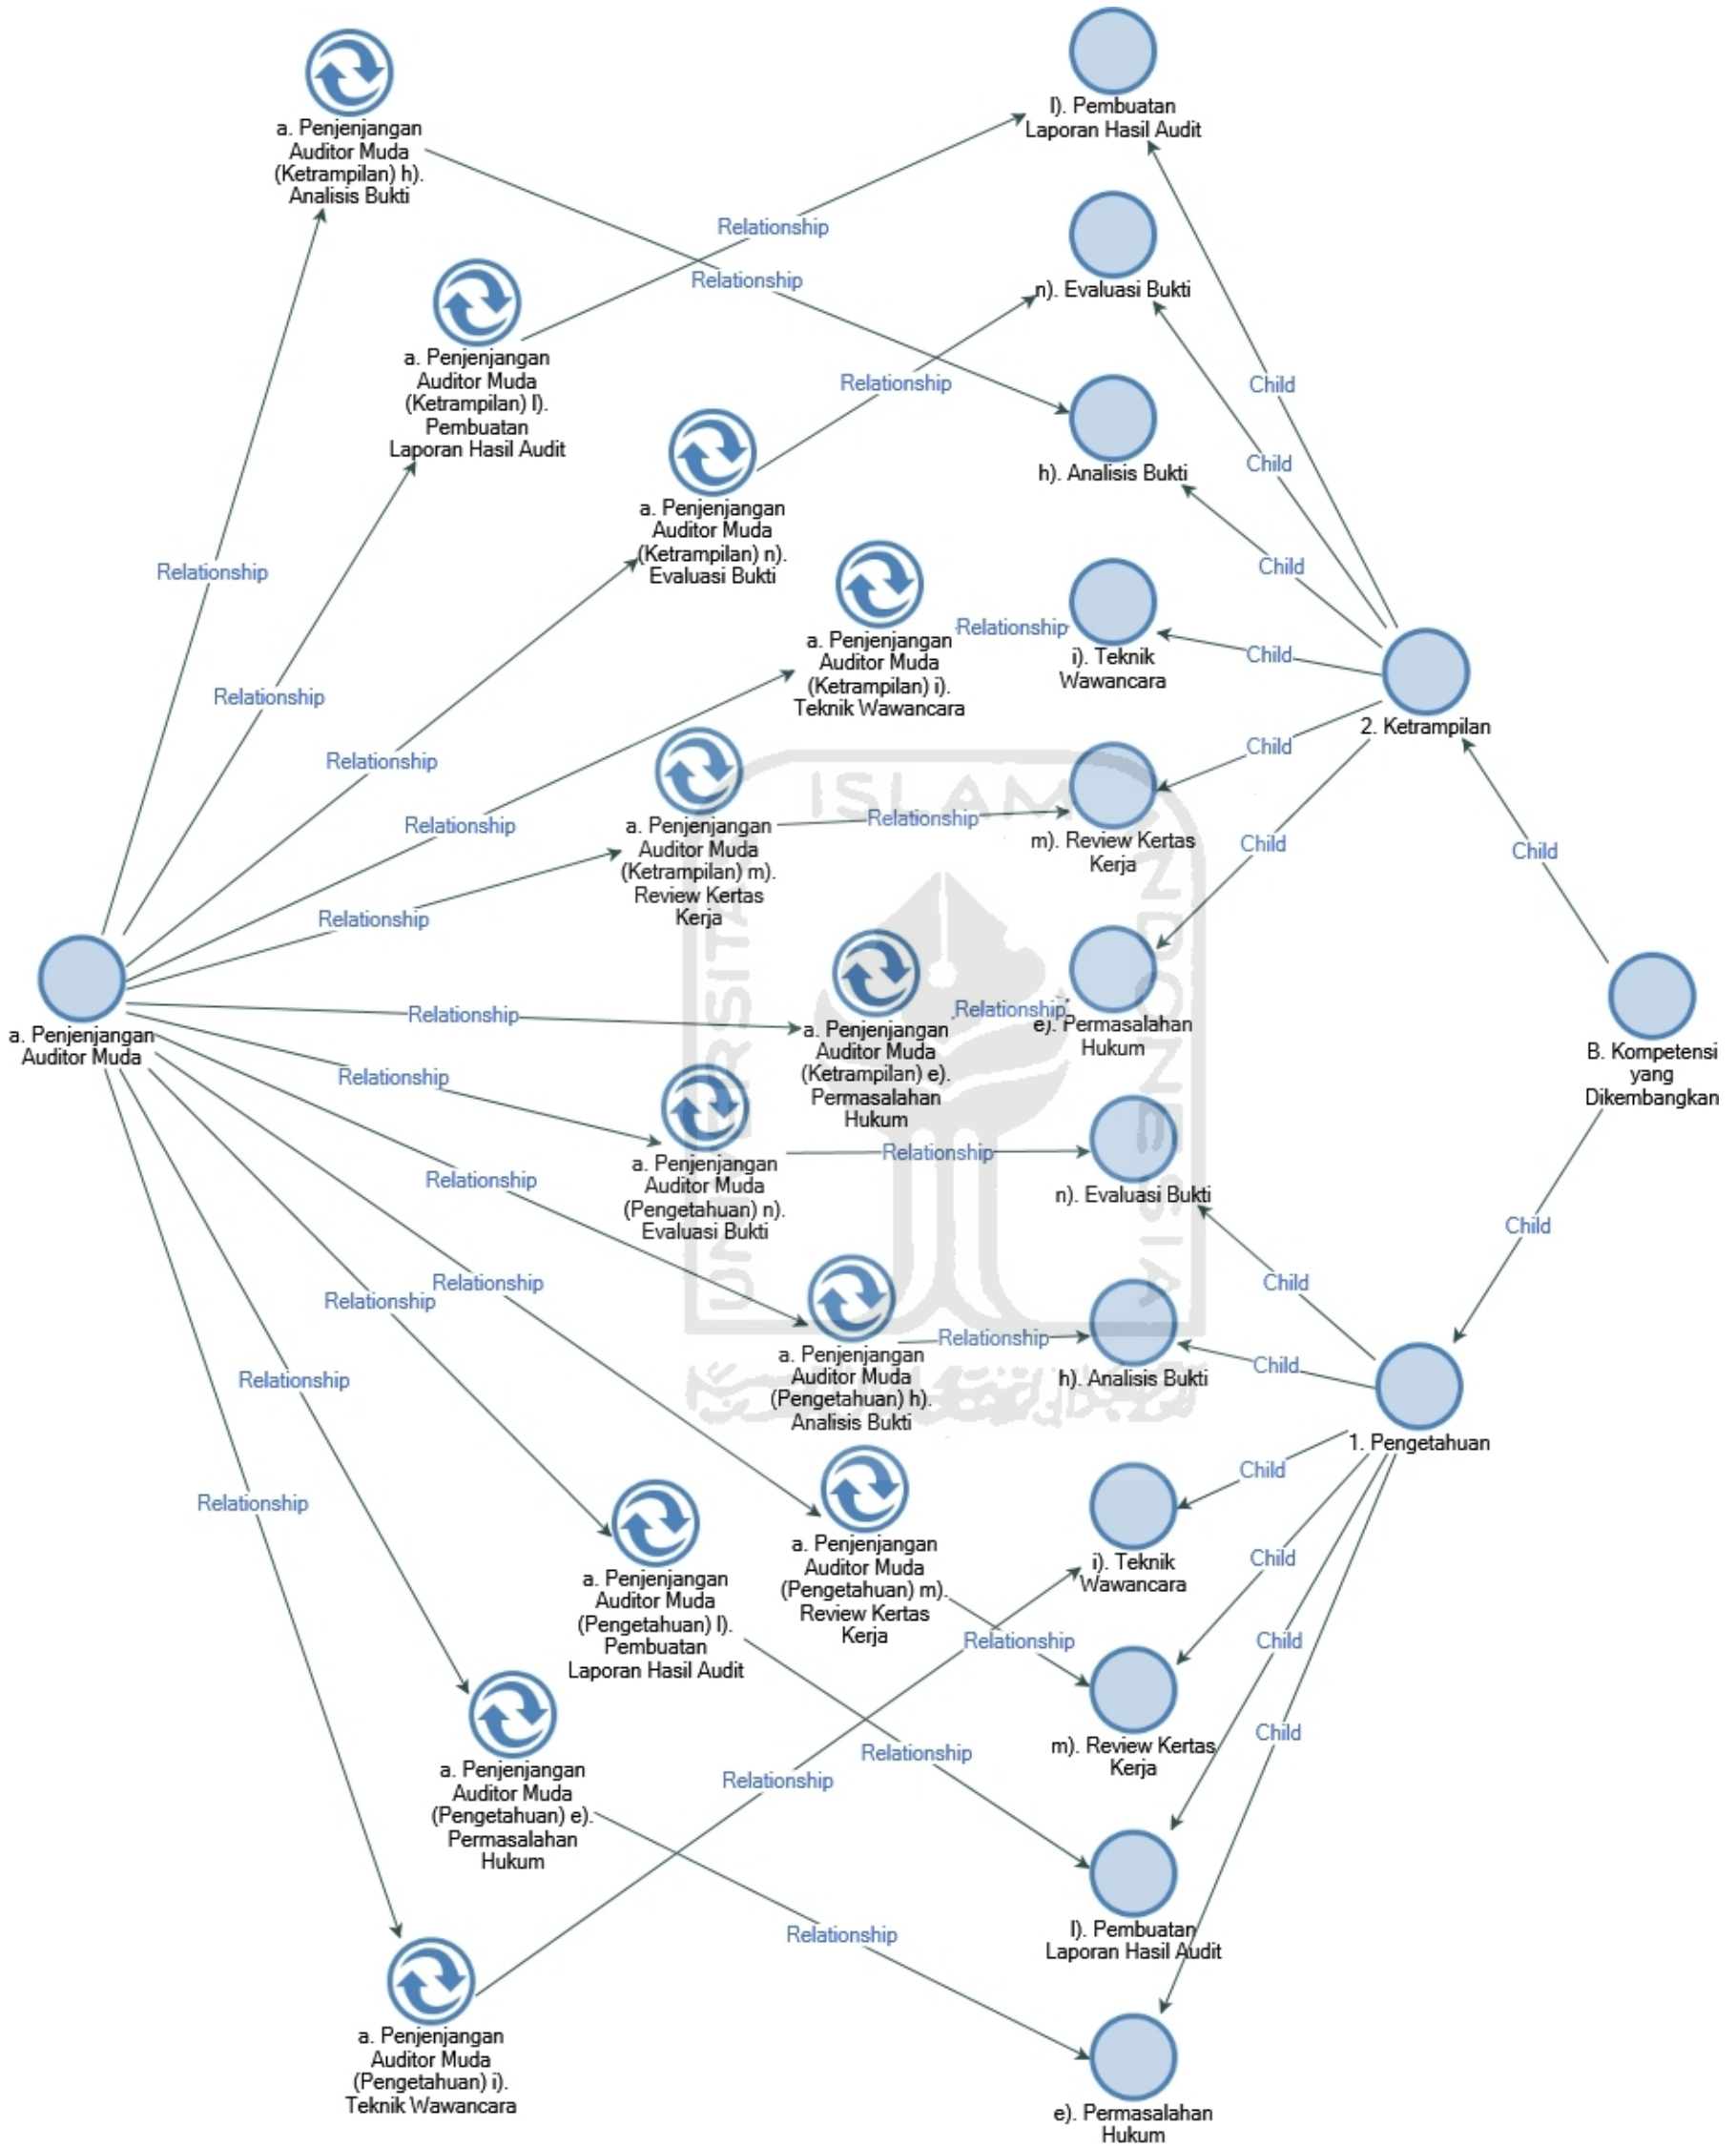 a. Penjenjangan
Auditor Muda
(Ketrampilan) h).
Analisis Bukti
l). Pembuatan
Laporan Hasil Audit
Relationship
Relationship
n). Evaluasi Bukti
a. Penjenjangan
Auditor Muda
(Ketrampilan) l).
Pembuatan
Laporan Hasil Audit
Relationship
Child
Child
h). Analisis Bukti
a. Penjenjangan
Auditor Muda
(Ketrampilan) n).
Evaluasi Bukti
Relationship
Child
a. Penjenjangan
Auditor Muda
(Ketrampilan) i).
Teknik Wawancara
Relationship
i). Teknik
Wawancara
Child
Relationship
2. Ketrampilan
Relationship
Child
Relationship
a. Penjenjangan
Auditor Muda
(Ketrampilan) m).
Review Kertas
Kerja
Relationship
m). Review Kertas
Kerja
Child
Child
Relationship
a. Penjenjangan
Auditor Muda
Relationship
a. Penjenjangan
Auditor Muda
(Ketrampilan) e).
Permasalahan
Hukum
Relationship
e). Permasalahan
Hukum
B. Kompetensi
yang
Dikembangkan
Relationship
a. Penjenjangan
Auditor Muda
(Pengetahuan) n).
Evaluasi Bukti
Relationship
n). Evaluasi Bukti
Relationship
Child
Relationship
Relationship
Child
a. Penjenjangan
Auditor Muda
(Pengetahuan) h).
Analisis Bukti
Relationship
h). Analisis Bukti
Child
Relationship
1. Pengetahuan
Relationship
Child
a. Penjenjangan
Auditor Muda
(Pengetahuan) m).
Review Kertas
Kerja
i). Teknik
Wawancara
Child
a. Penjenjangan
Auditor Muda
(Pengetahuan) l).
Pembuatan
Laporan Hasil Audit
Relationship
Child
m). Review Kertas
Kerja
Child
Relationship
Relationship
a. Penjenjangan
Auditor Muda
(Pengetahuan) e).
Permasalahan
Hukum
l). Pembuatan
Laporan Hasil Audit
Relationship
a. Penjenjangan
Auditor Muda
(Pengetahuan) i).
Teknik Wawancara
e). Permasalahan
Hukum
UNIVERSITAS
ISLAM
INDONESIA